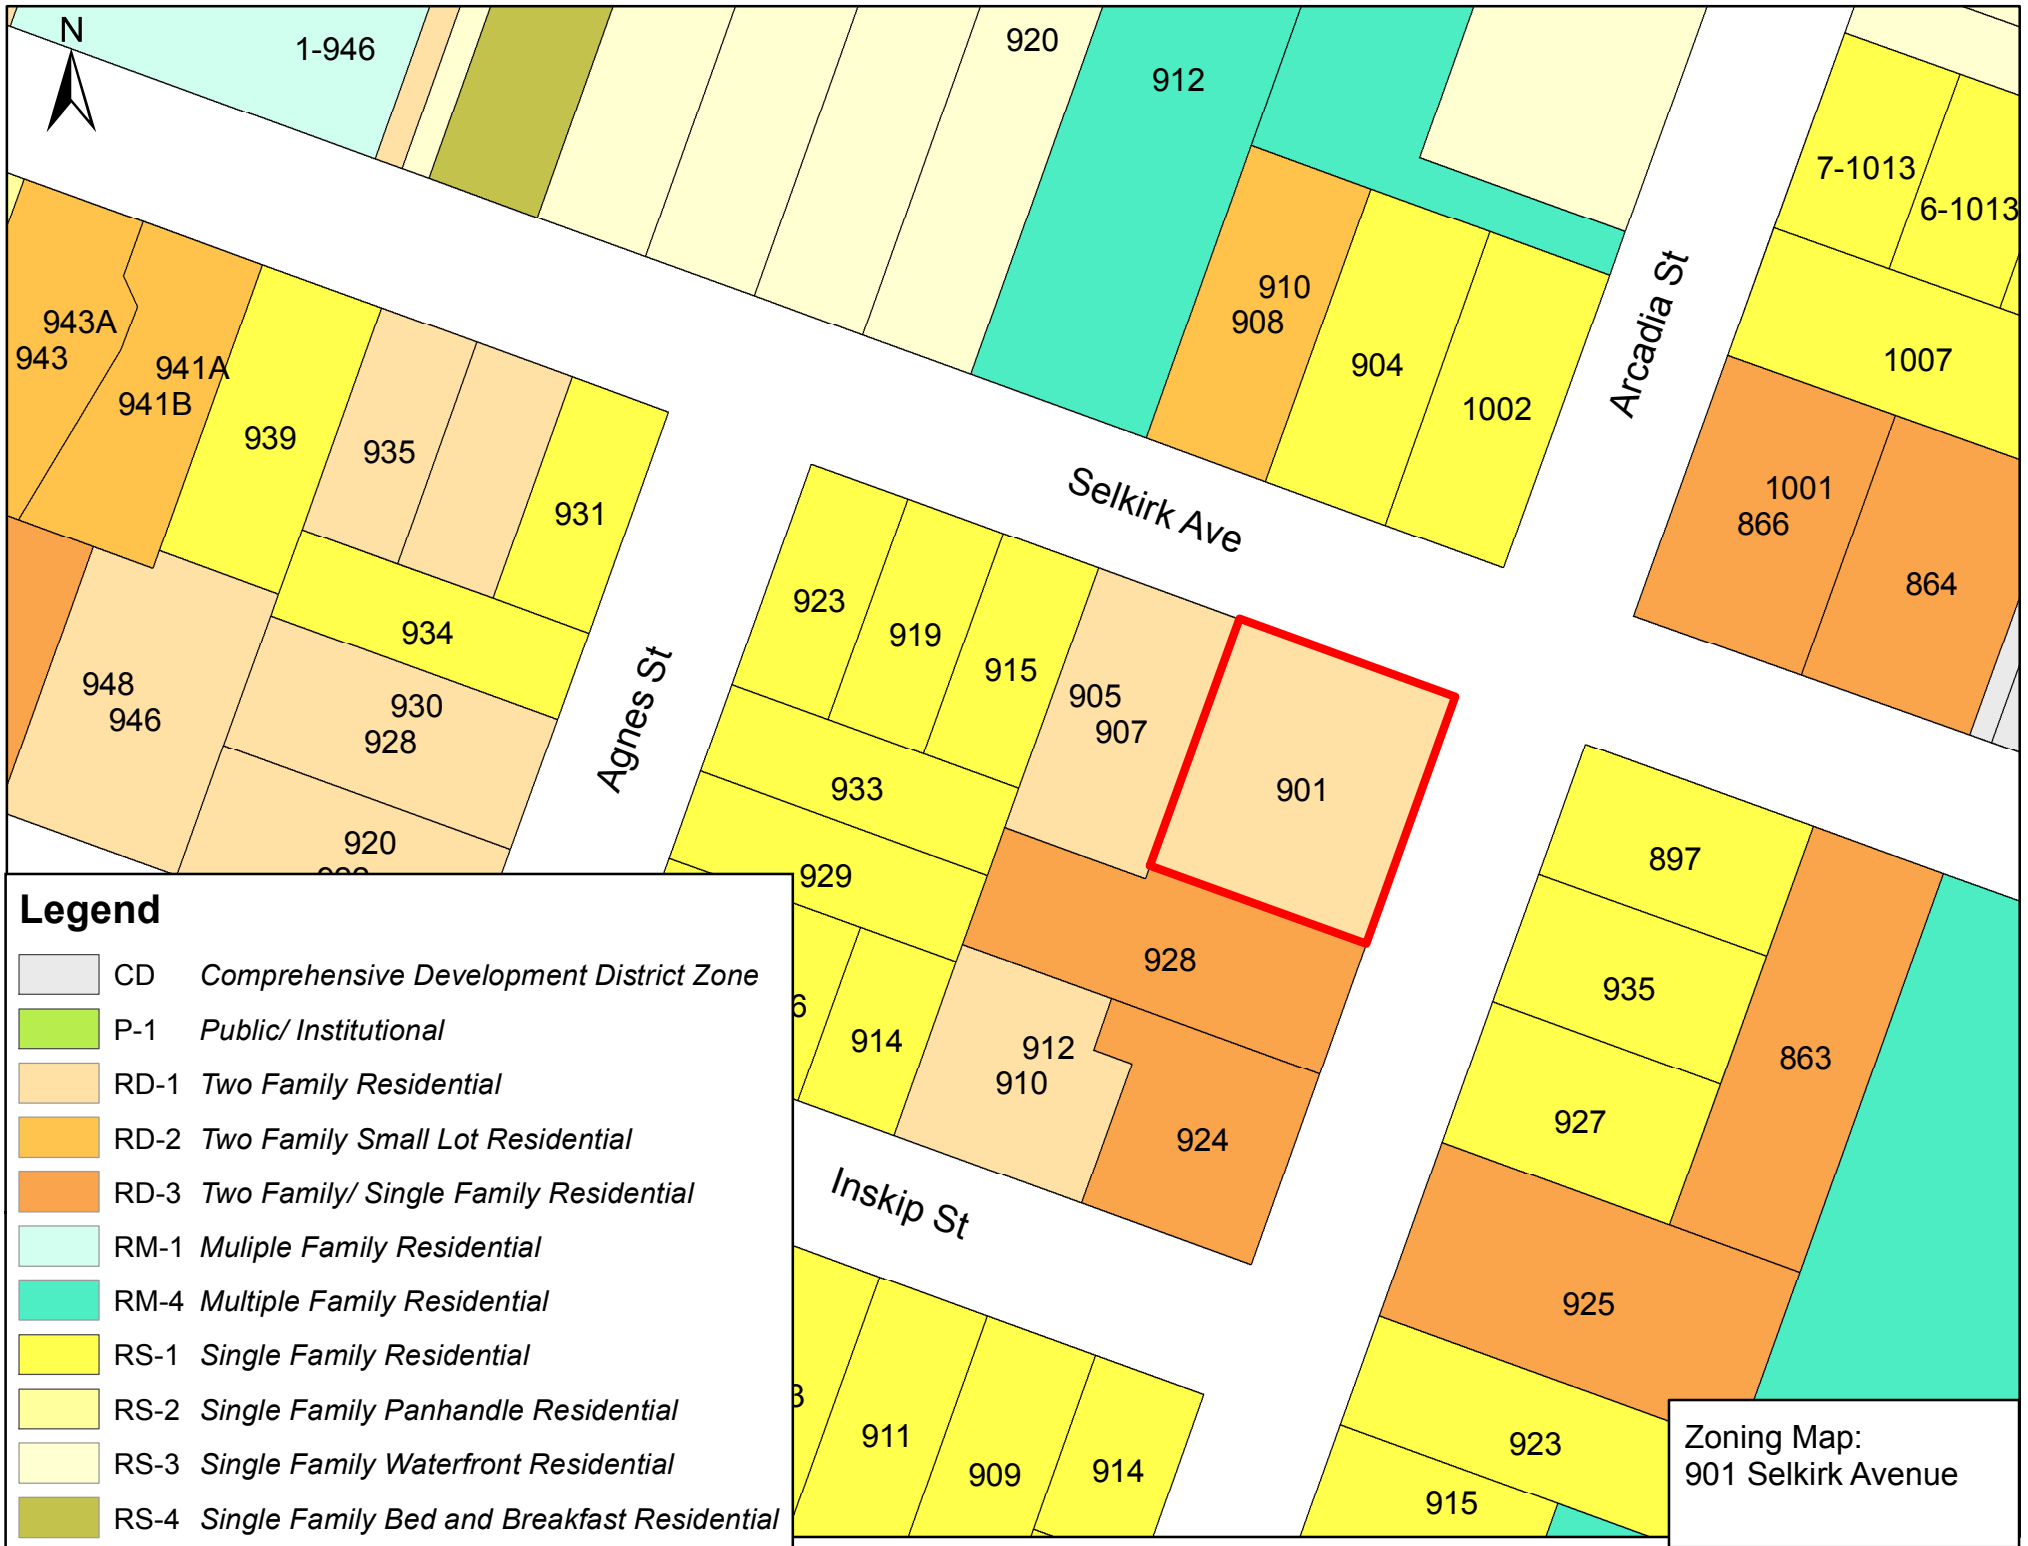 N
1-946
920
912
7-1013
6-1013
943A
943
941A
941B
939
935
931
910
908
904
1002
Arcadia St
1007
1001
866
864
Selkirk Ave
923
919
915
905
907
901
934
948
946
930
928
920
Agnes St
933
929
897
935
927
863
928
914
912
910
924
Inskip St
925
911
909
914
923
915
Legend
CD Comprehensive Development District Zone
P-1 Public/ Institutional
RD-1 Two Family Residential
RD-2 Two Family Small Lot Residential
RD-3 Two Family/ Single Family Residential
RM-1 Muliple Family Residential
RM-4 Multiple Family Residential
RS-1 Single Family Residential
RS-2 Single Family Panhandle Residential
RS-3 Single Family Waterfront Residential
RS-4 Single Family Bed and Breakfast Residential
Zoning Map:
901 Selkirk Avenue